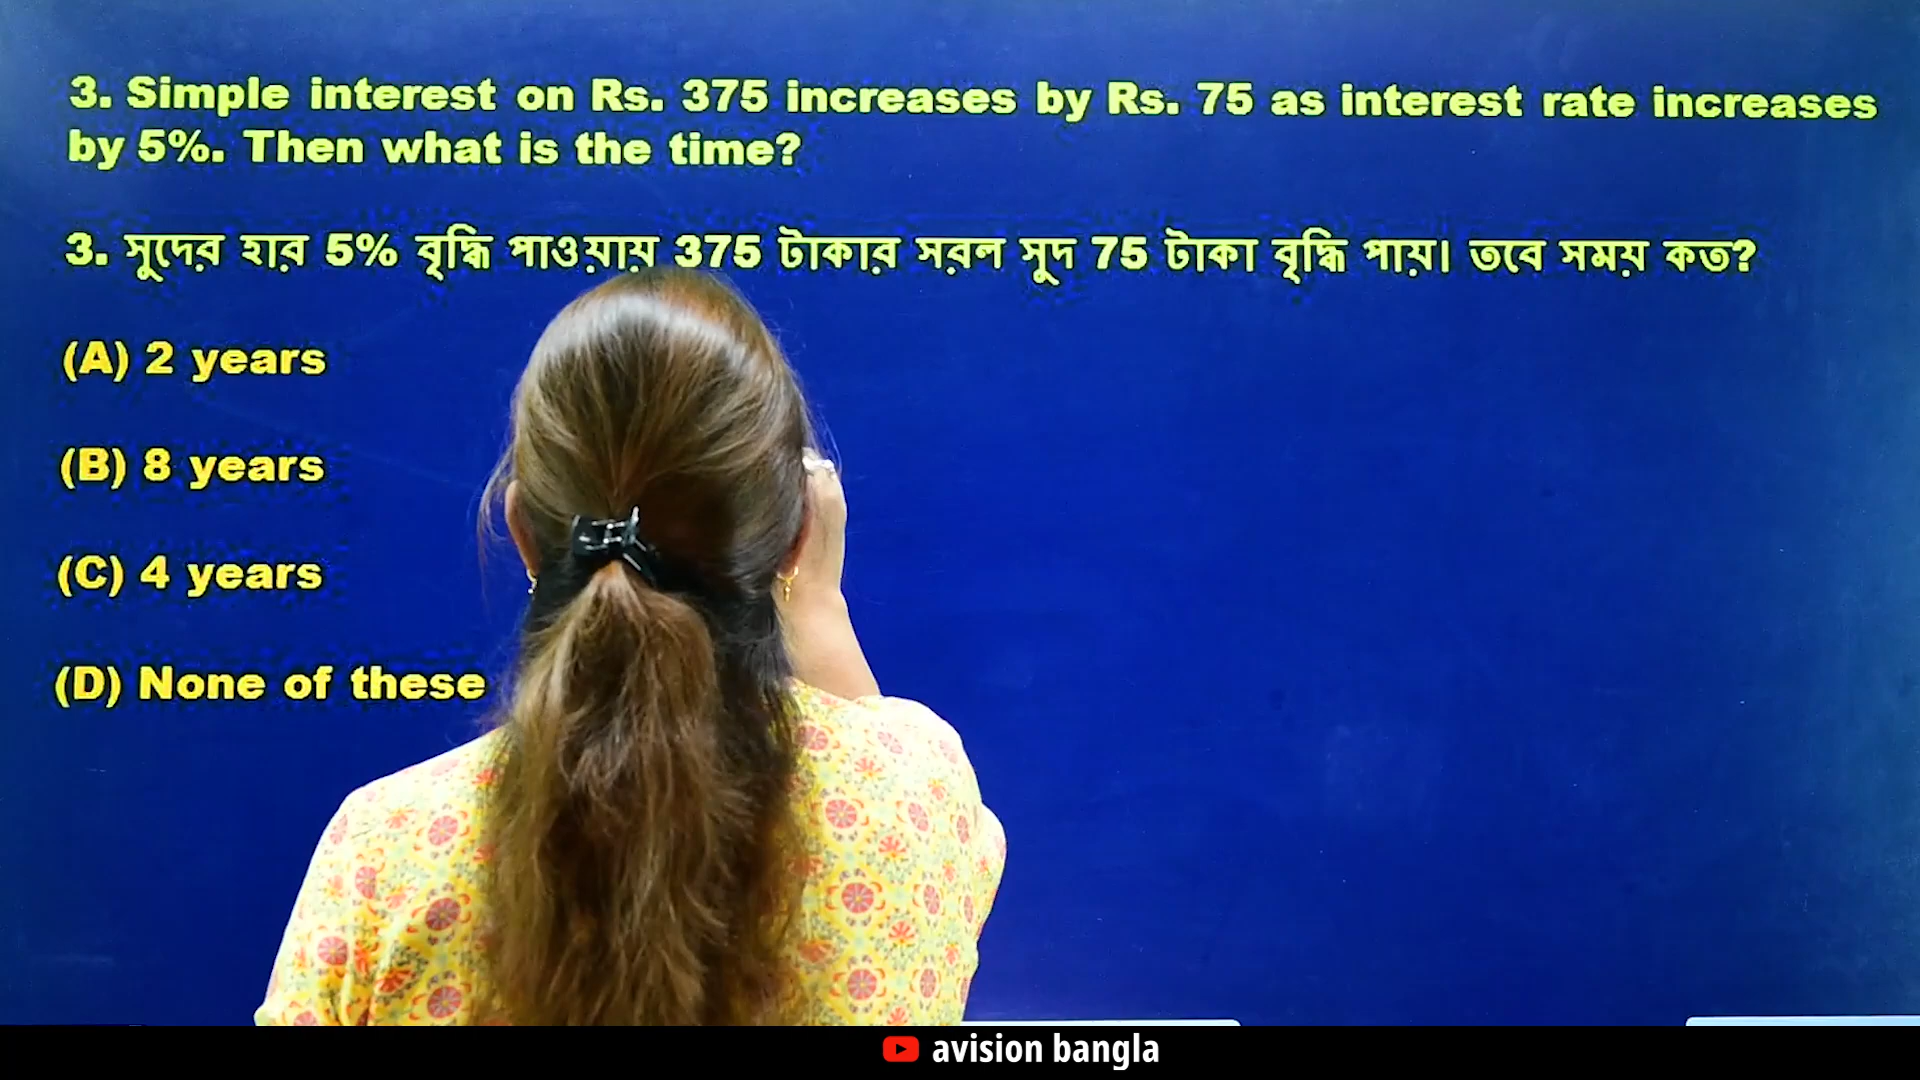 3. Simple interest on Rs. 375 increases by Rs. 75 as interest rate increases
by 5%. Then what is the time?
3. সুদের হার 5% বৃদ্ধি পাওয়ায় 375 টাকার সরল সুদ 75 টাকা বৃদ্ধি পায়। তবে সময় কত?
(A) 2 years
(B) 8 years
(C) 4 years
(D) None of these
avision bangla